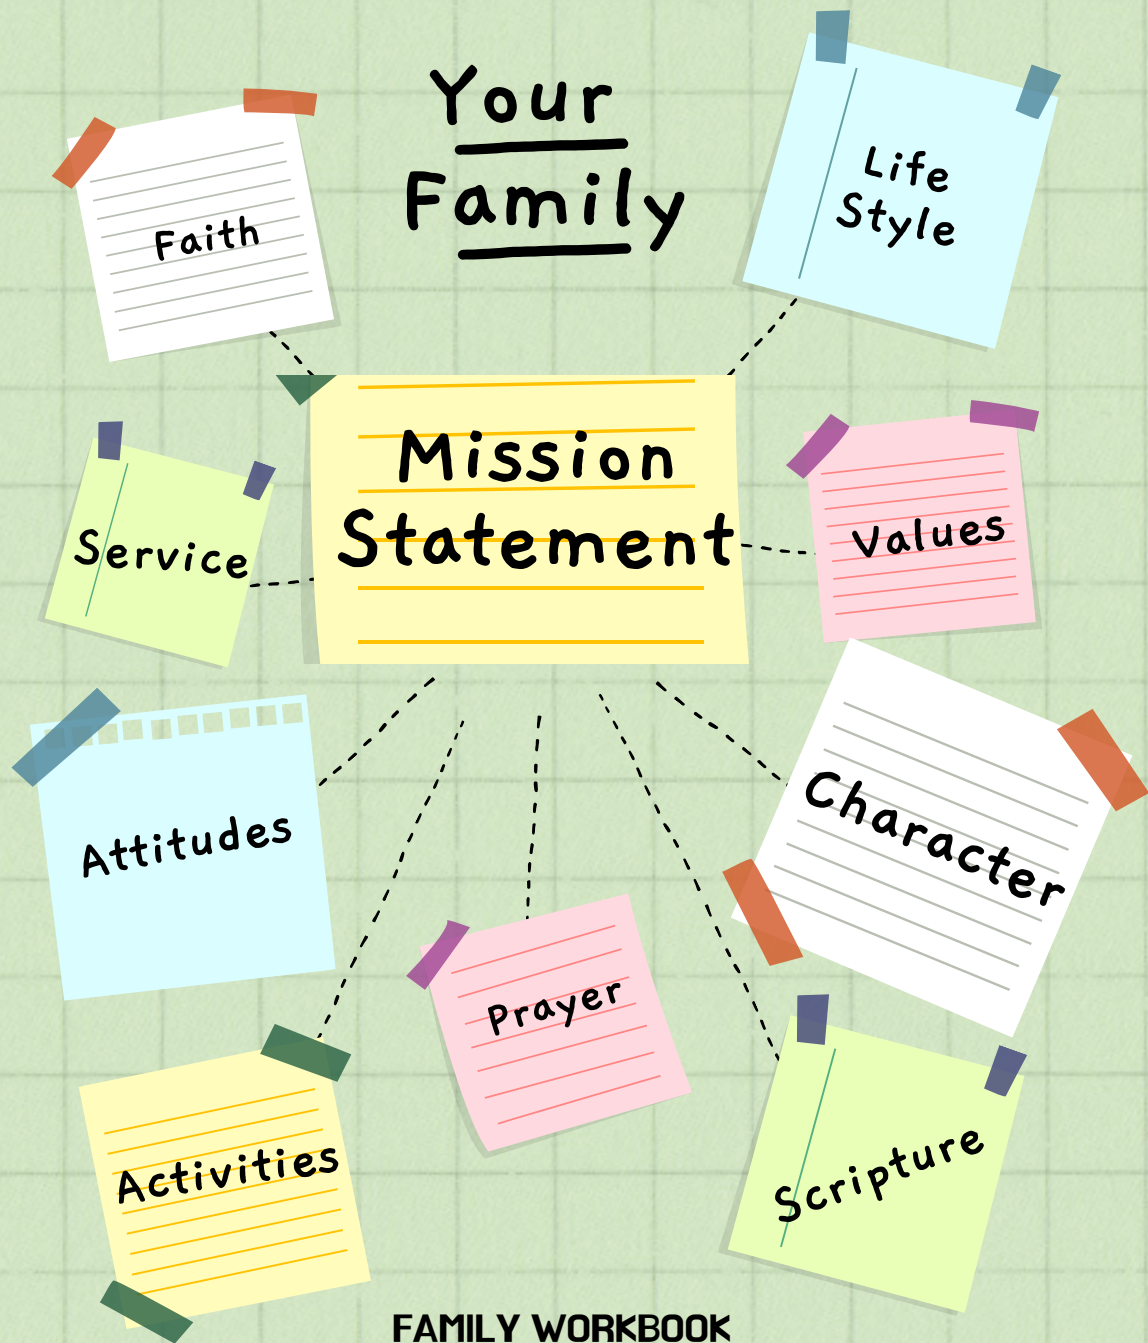 Your
Family
Faith
Life
Style
Mission
Statement
Service
Values
Attitudes
Character
Prayer
Activities
Scripture
FAMILY WORKBOOK